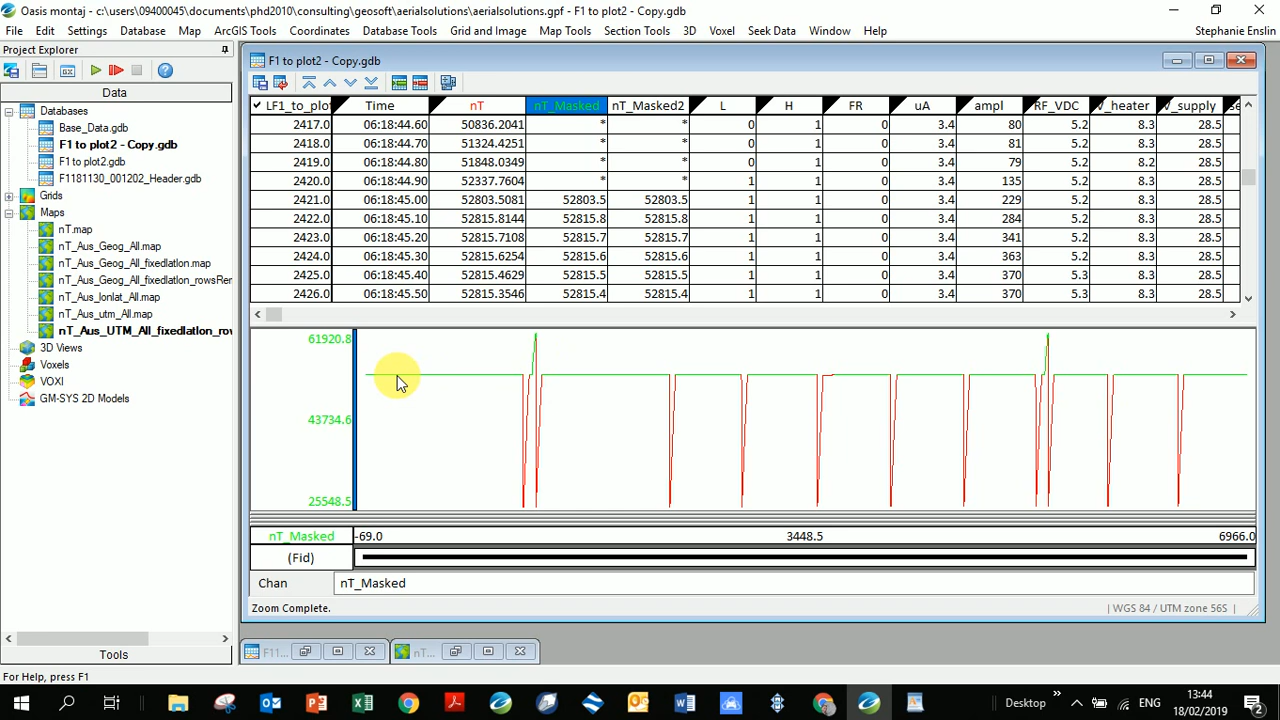 Oasis montaj - c:\users\09400045\documents\phd2010\consulting\geosoft\aerialsolutions\aerialsolutions.gpf - F1 to plot2 - Copy.gdb
File Edit Settings Database Map ArcGIS Tools Coordinates Database Tools Grid and Image Map Tools Section Tools 3D Voxel Seek Data Window Help Stephanie Enslin
Project Explorer
Data
Databases
Base_Data.gdb
F1 to plot2 - Copy.gdb
F1 to plot2.gdb
F1181130_001202_Header.gdb
Grids
Maps
nT.map
nT_Aus_Geog_All.map
nT_Aus_Geog_All_fixedlatlon.map
nT_Aus_Geog_All_fixedlatlon_rowsRer
nT_Aus_lonlat_All.map
nT_Aus_utm_All.map
nT_Aus_UTM_All_fixedlatlon_ro
3D Views
Voxels
VOXI
GM-SYS 2D Models
Tools
F1 to plot2 - Copy.gdb
LF1_to_plo Time nT nT_Masked nT_Masked2 L H FR uA ampl RF_VDC V_heater V_supply
2417.0 06:18:44.60 50836.2041 * * 0 1 0 3.4 80 5.2 8.3 28.5
2418.0 06:18:44.70 51324.4251 * * 0 1 0 3.4 81 5.2 8.3 28.5
2419.0 06:18:44.80 51848.0349 * * 0 1 0 3.4 79 5.2 8.2 28.5
2420.0 06:18:44.90 52337.7604 * * 1 1 0 3.4 135 5.2 8.3 28.5
2421.0 06:18:45.00 52803.5081 52803.5 52803.5 1 1 0 3.4 229 5.2 8.3 28.5
2422.0 06:18:45.10 52815.8144 52815.8 52815.8 1 1 0 3.4 284 5.2 8.3 28.5
2423.0 06:18:45.20 52815.7108 52815.7 52815.7 1 1 0 3.4 341 5.2 8.3 28.5
2424.0 06:18:45.30 52815.6254 52815.6 52815.6 1 1 0 3.4 363 5.2 8.3 28.5
2425.0 06:18:45.40 52815.4629 52815.5 52815.5 1 1 0 3.4 370 5.3 8.3 28.5
2426.0 06:18:45.50 52815.3546 52815.4 52815.4 1 1 0 3.4 370 5.2 8.3 28.5
61920.8
43734.6
25548.5
nT_Masked -69.0 3448.5 6966.0
(Fid)
Chan nT_Masked
Zoom Complete. WGS 84 / UTM zone 56S
F11... nT...
For Help, press F1
Desktop ENG 13:44
18/02/2019 2